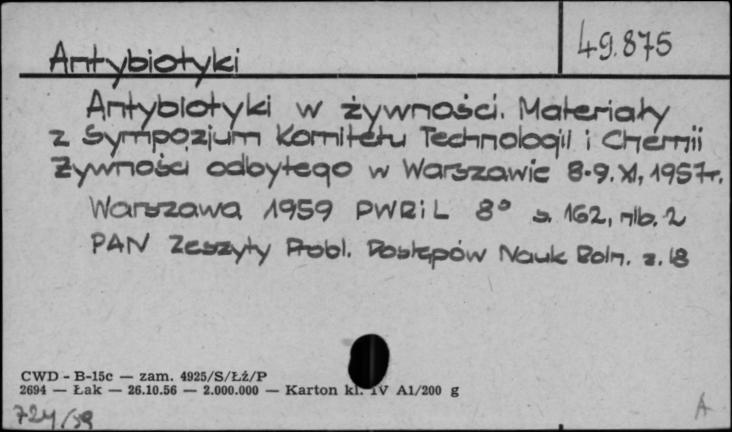 49.875
Antybiotyki
Antybiotyki w żywności. Materiały
z Sympozjum Komitetu Technologii i Chemii
Żywności odbytego w Warszawie 8-9.XI.1957r.
Warszawa 1959 PWRiL 8° s. 162, nlb. 2
PAN Zeszyty Probl. Postępów Nauk Roln. z. 18
CWD - B-15c — zam. 4925/S/ŁŻ/P
2694 — Łak — 26.10.56 — 2.000.000 — Karton kl. IV A1/200 g
724/59
A